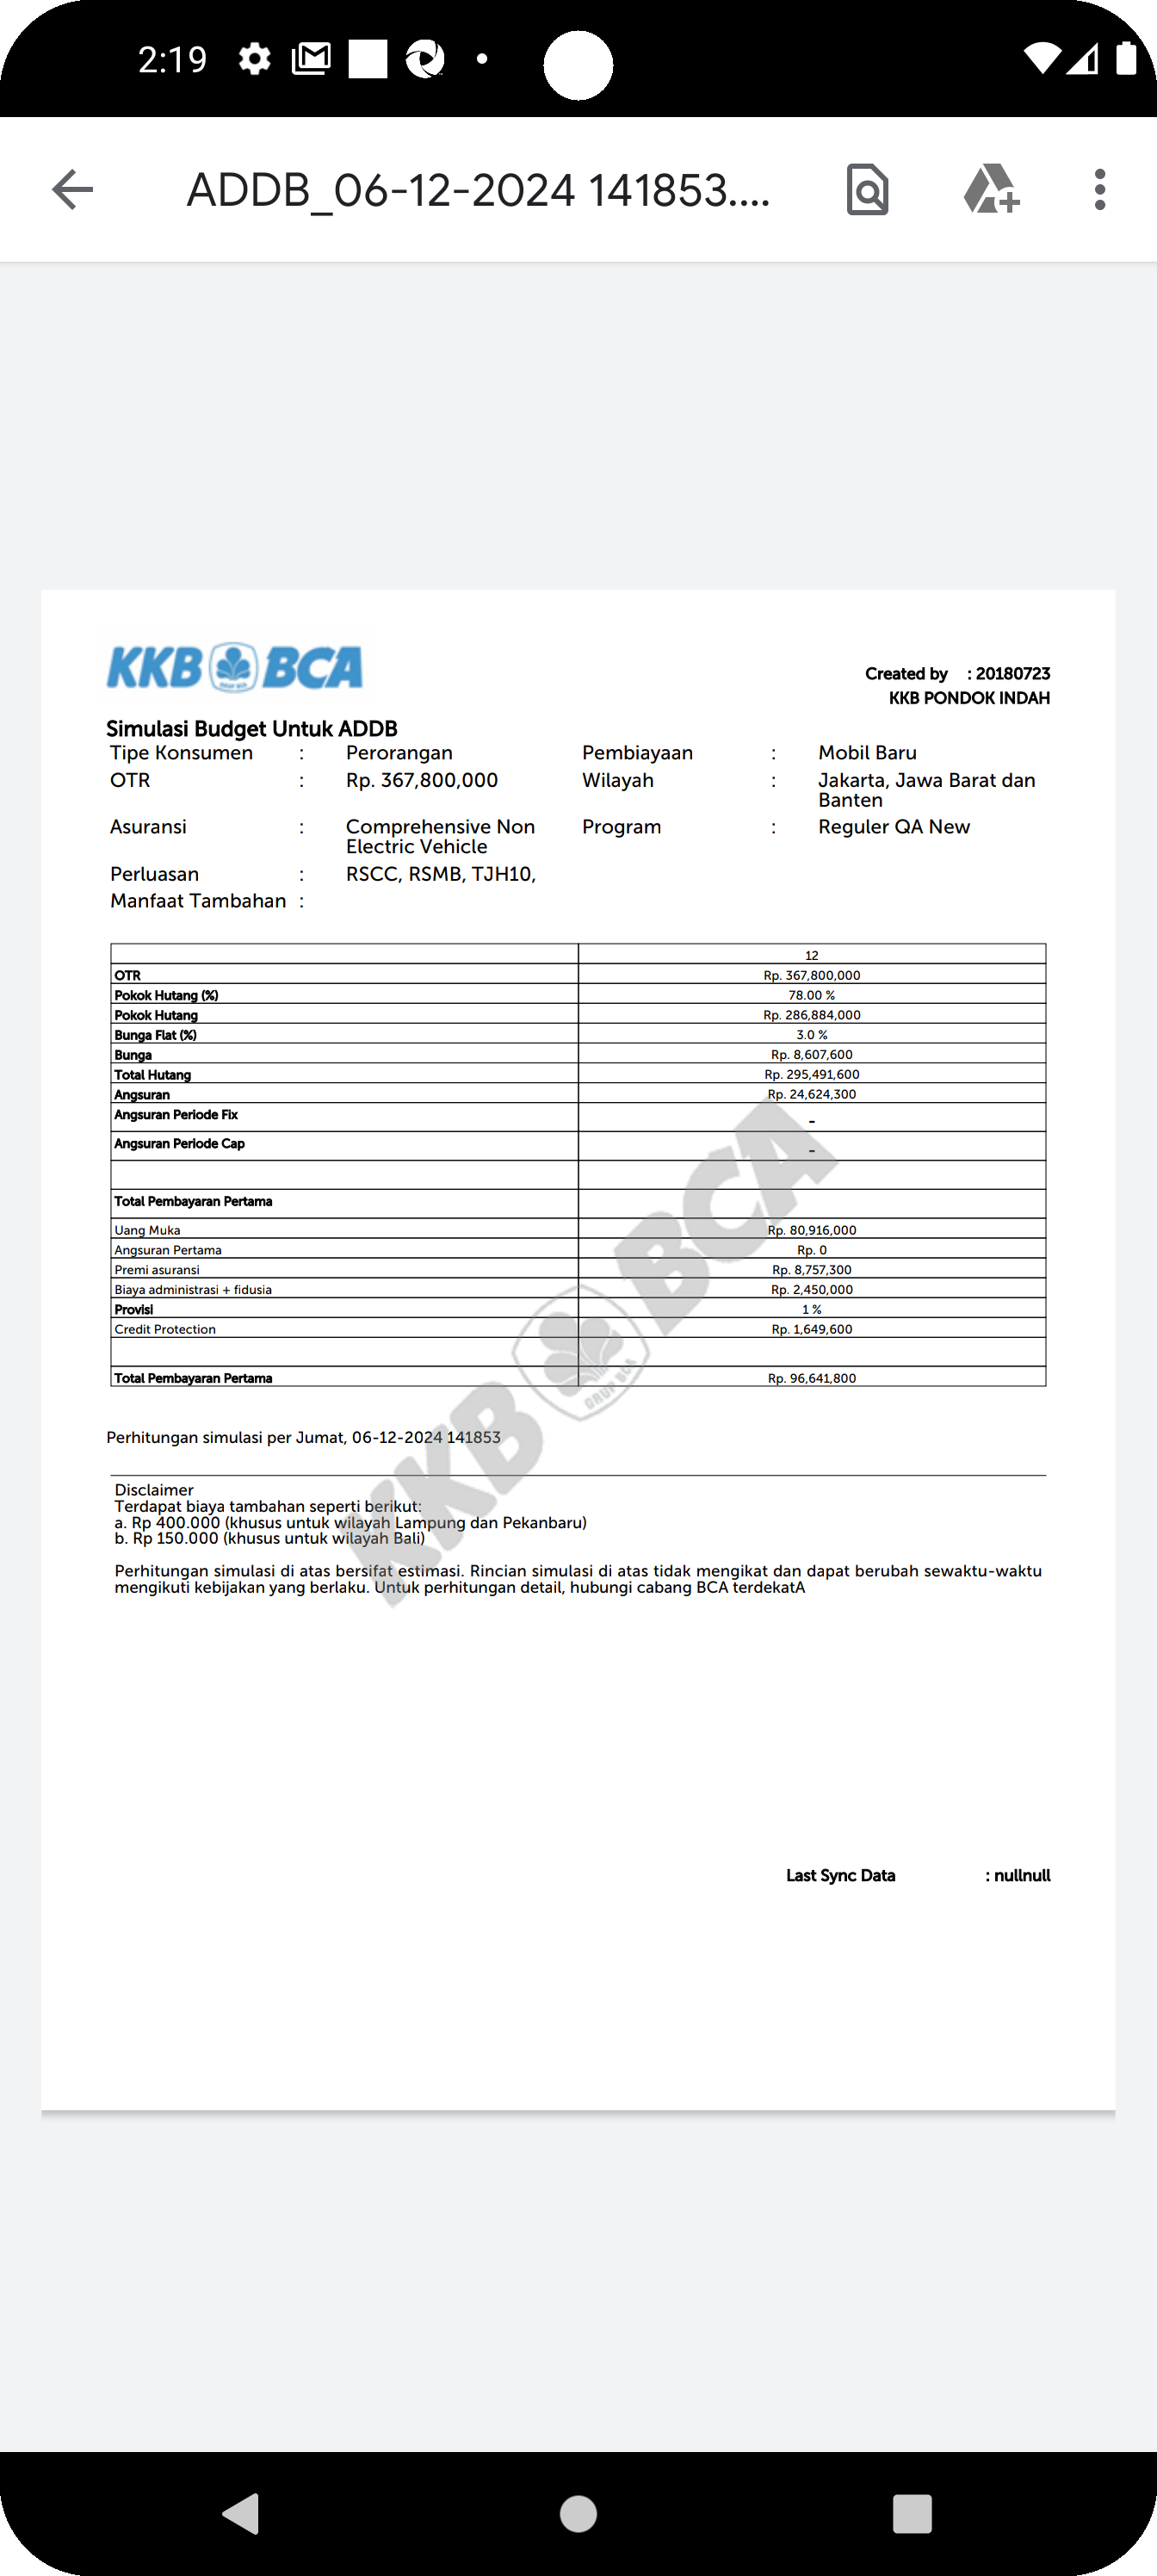 2:19
ADDB_06-12-2024 141853....
KKB BCA
GRUP BCA
Created by : 20180723
KKB PONDOK INDAH
Simulasi Budget Untuk ADDB
Tipe Konsumen : Perorangan Pembiayaan : Mobil Baru
OTR : Rp. 367,800,000 Wilayah : Jakarta, Jawa Barat dan
Banten
Asuransi : Comprehensive Non Program : Reguler QA New
Electric Vehicle
Perluasan : RSCC, RSMB, TJH10,
Manfaat Tambahan :
12
OTR Rp. 367,800,000
Pokok Hutang (%) 78.00 %
Pokok Hutang Rp. 286,884,000
Bunga Flat (%) 3.0 %
Bunga Rp. 8,607,600
Total Hutang Rp. 295,491,600
Angsuran Rp. 24,624,300
Angsuran Periode Fix -
Angsuran Periode Cap -
Total Pembayaran Pertama
Uang Muka Rp. 80,916,000
Angsuran Pertama Rp. 0
Premi asuransi Rp. 8,757,300
Biaya administrasi + fidusia Rp. 2,450,000
Provisi 1 %
Credit Protection Rp. 1,649,600
Total Pembayaran Pertama Rp. 96,641,800
KKB BCA
GRUP BCA
Perhitungan simulasi per Jumat, 06-12-2024 141853
Disclaimer
Terdapat biaya tambahan seperti berikut:
a. Rp 400.000 (khusus untuk wilayah Lampung dan Pekanbaru)
b. Rp 150.000 (khusus untuk wilayah Bali)
Perhitungan simulasi di atas bersifat estimasi. Rincian simulasi di atas tidak mengikat dan dapat berubah sewaktu-waktu
mengikuti kebijakan yang berlaku. Untuk perhitungan detail, hubungi cabang BCA terdekatA
Last Sync Data : nullnull